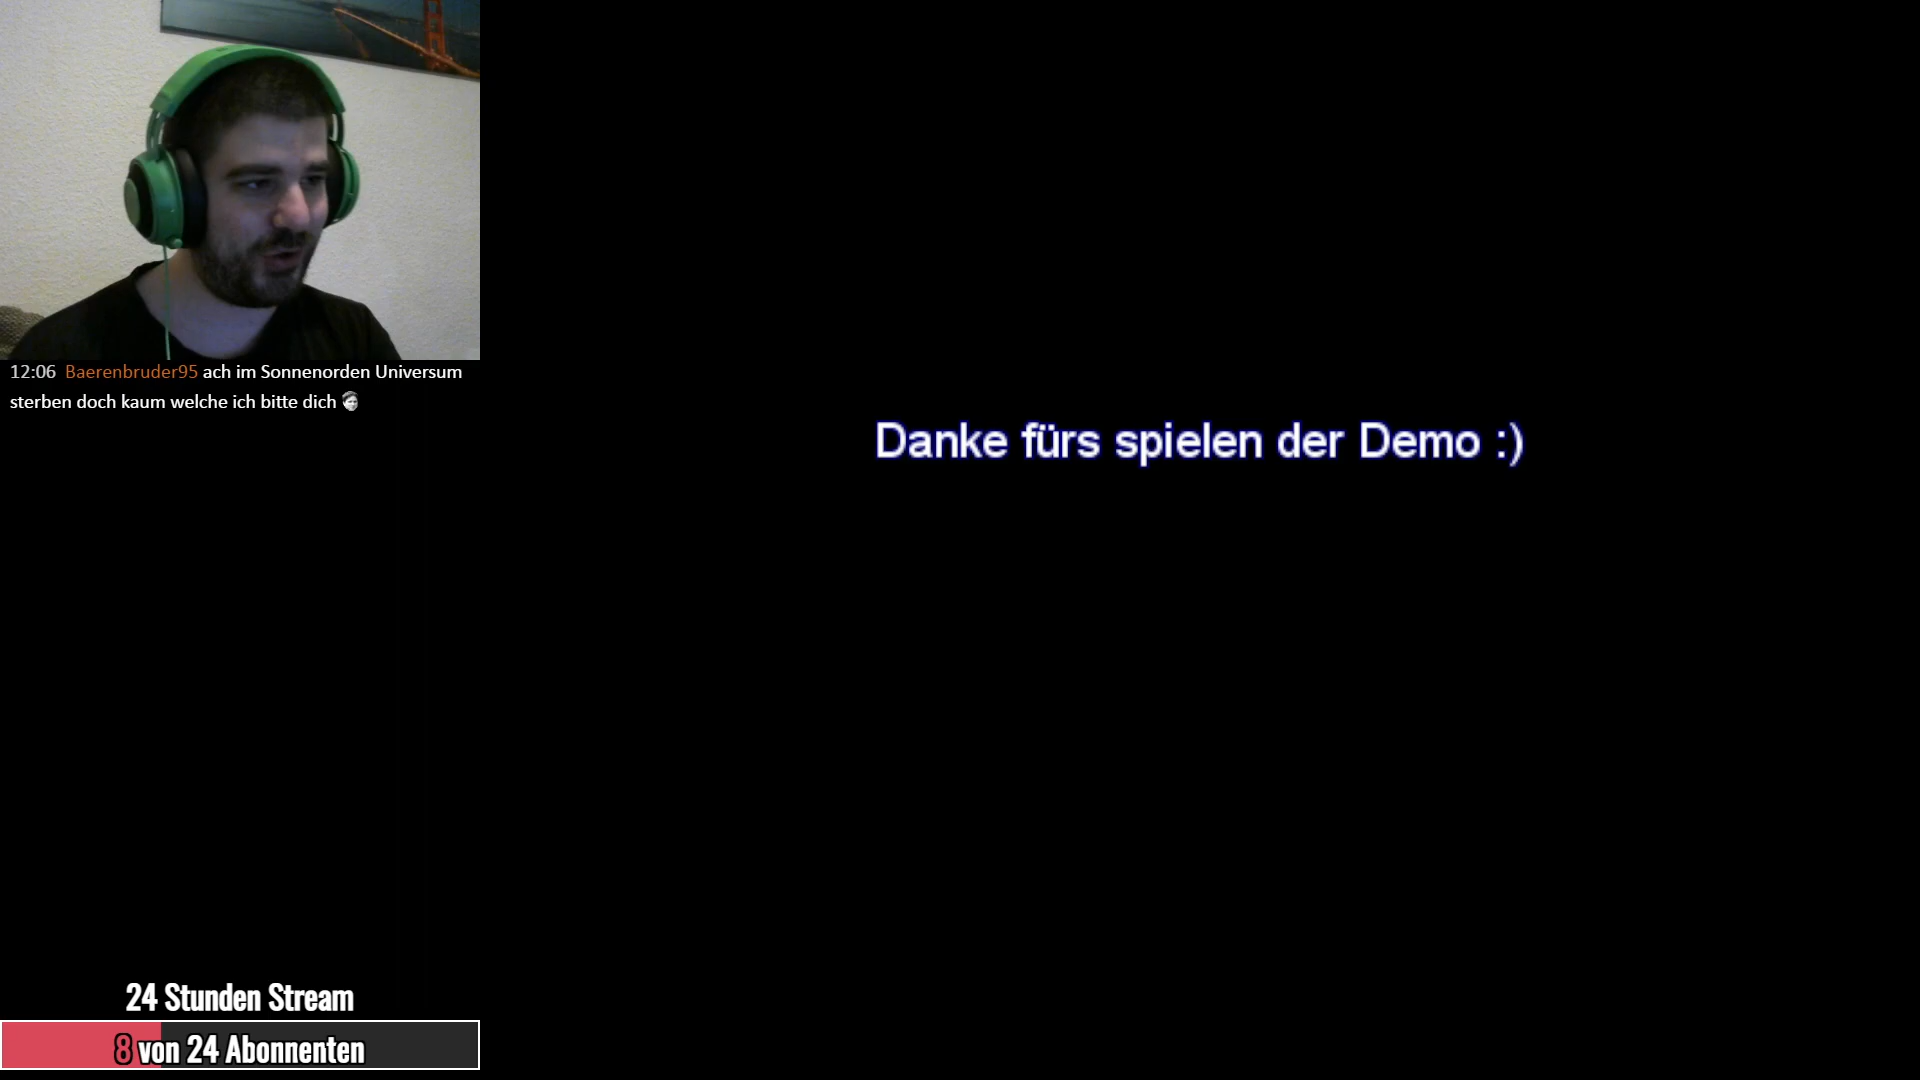 12:06 Baerenbruder95 ach im Sonnenorden Universum
sterben doch kaum welche ich bitte dich
Danke fürs spielen der Demo :)
24 Stunden Stream
8 von 24 Abonnenten